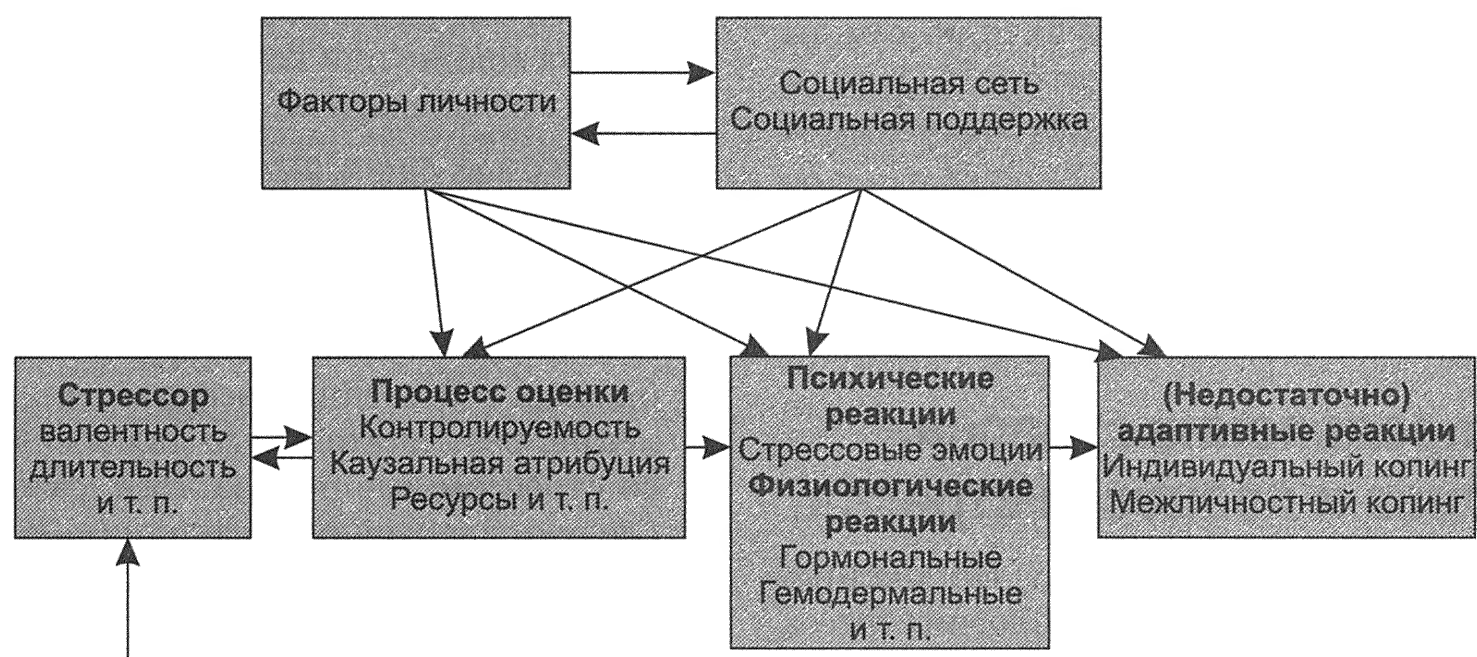 Факторы личности
Социальная сеть
Социальная поддержка
Стрессор
валентность
длительность
и т. п.
Процесс оценки
Контролируемость
Каузальная атрибуция
Ресурсы и т. п.
Психические
реакции
Стрессовые эмоции
Физиологические
реакции
Гормональные
Гемодермальные
и т. п.
(Недостаточно)
адаптивные реакции
Индивидуальный копинг
Межличностный копинг